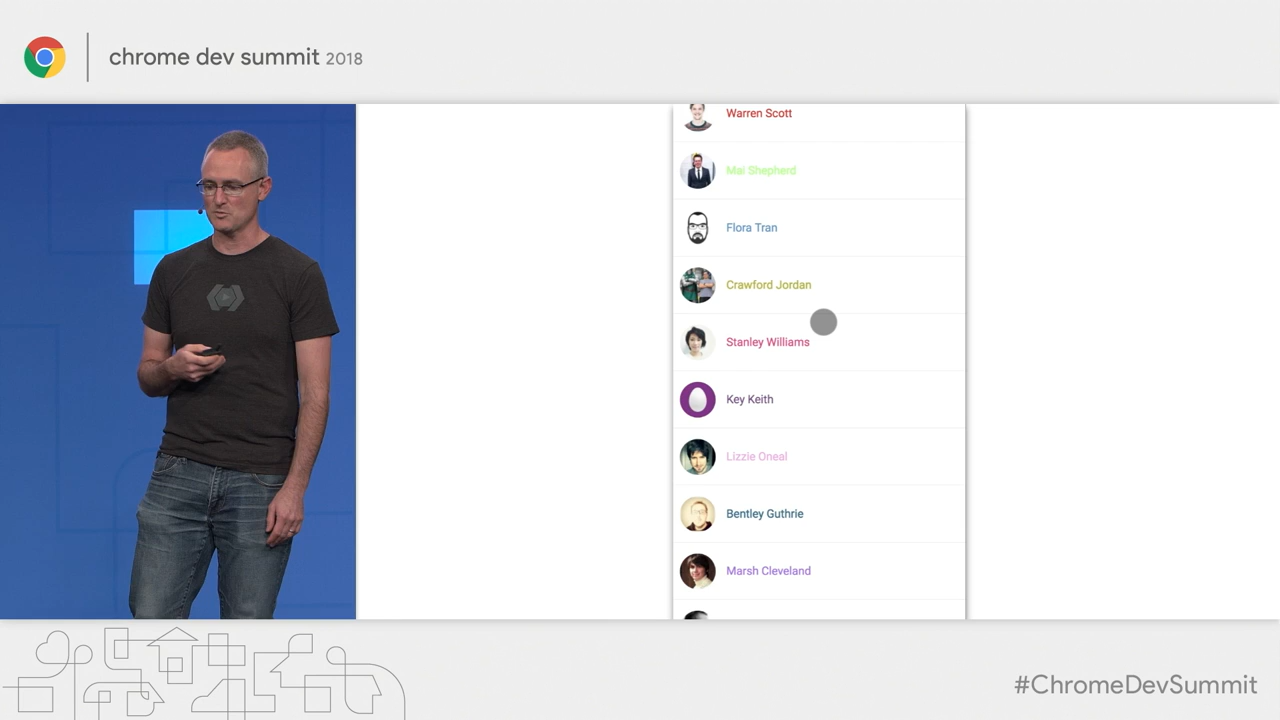 chrome dev summit 2018
Warren Scott
Mai Shepherd
Flora Tran
Crawford Jordan
Stanley Williams
Key Keith
Lizzie Oneal
Bentley Guthrie
Marsh Cleveland
#ChromeDevSummit